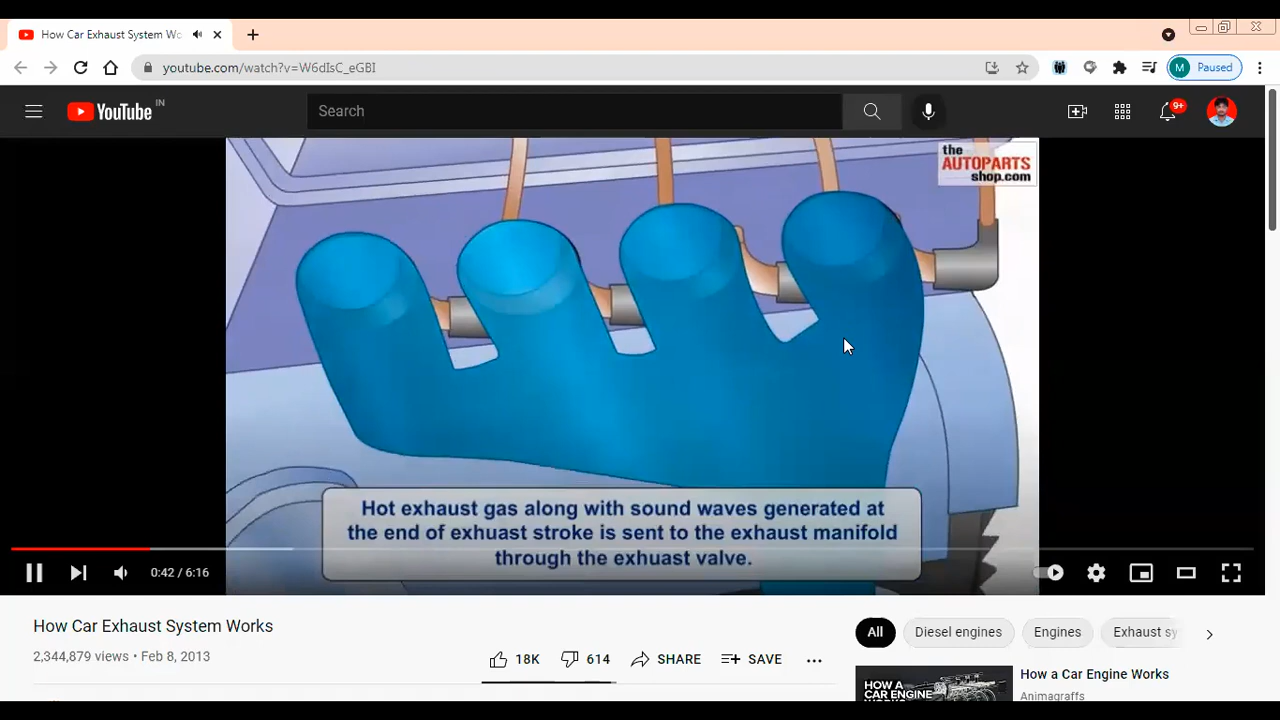 How Car Exhaust System Wo
youtube.com/watch?v=W6dIsC_eGBI
M Paused
YouTube IN
Search
9+
the
AUTOPARTS
shop.com
Hot exhaust gas along with sound waves generated at
the end of exhuast stroke is sent to the exhaust manifold
through the exhuast valve.
0:42 / 6:16
How Car Exhaust System Works
2,344,879 views • Feb 8, 2013
18K
614
SHARE
SAVE
All
Diesel engines
Engines
Exhaust sy
HOW A
CAR ENGINE
How a Car Engine Works
Animagraffs